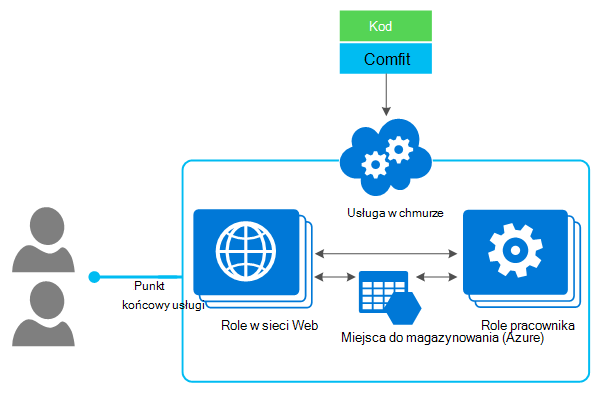 Kod
Comfit
Usługa w chmurze
Punkt
końcowy usługi
Role w sieci Web
Miejsca do magazynowania (Azure)
Role pracownika